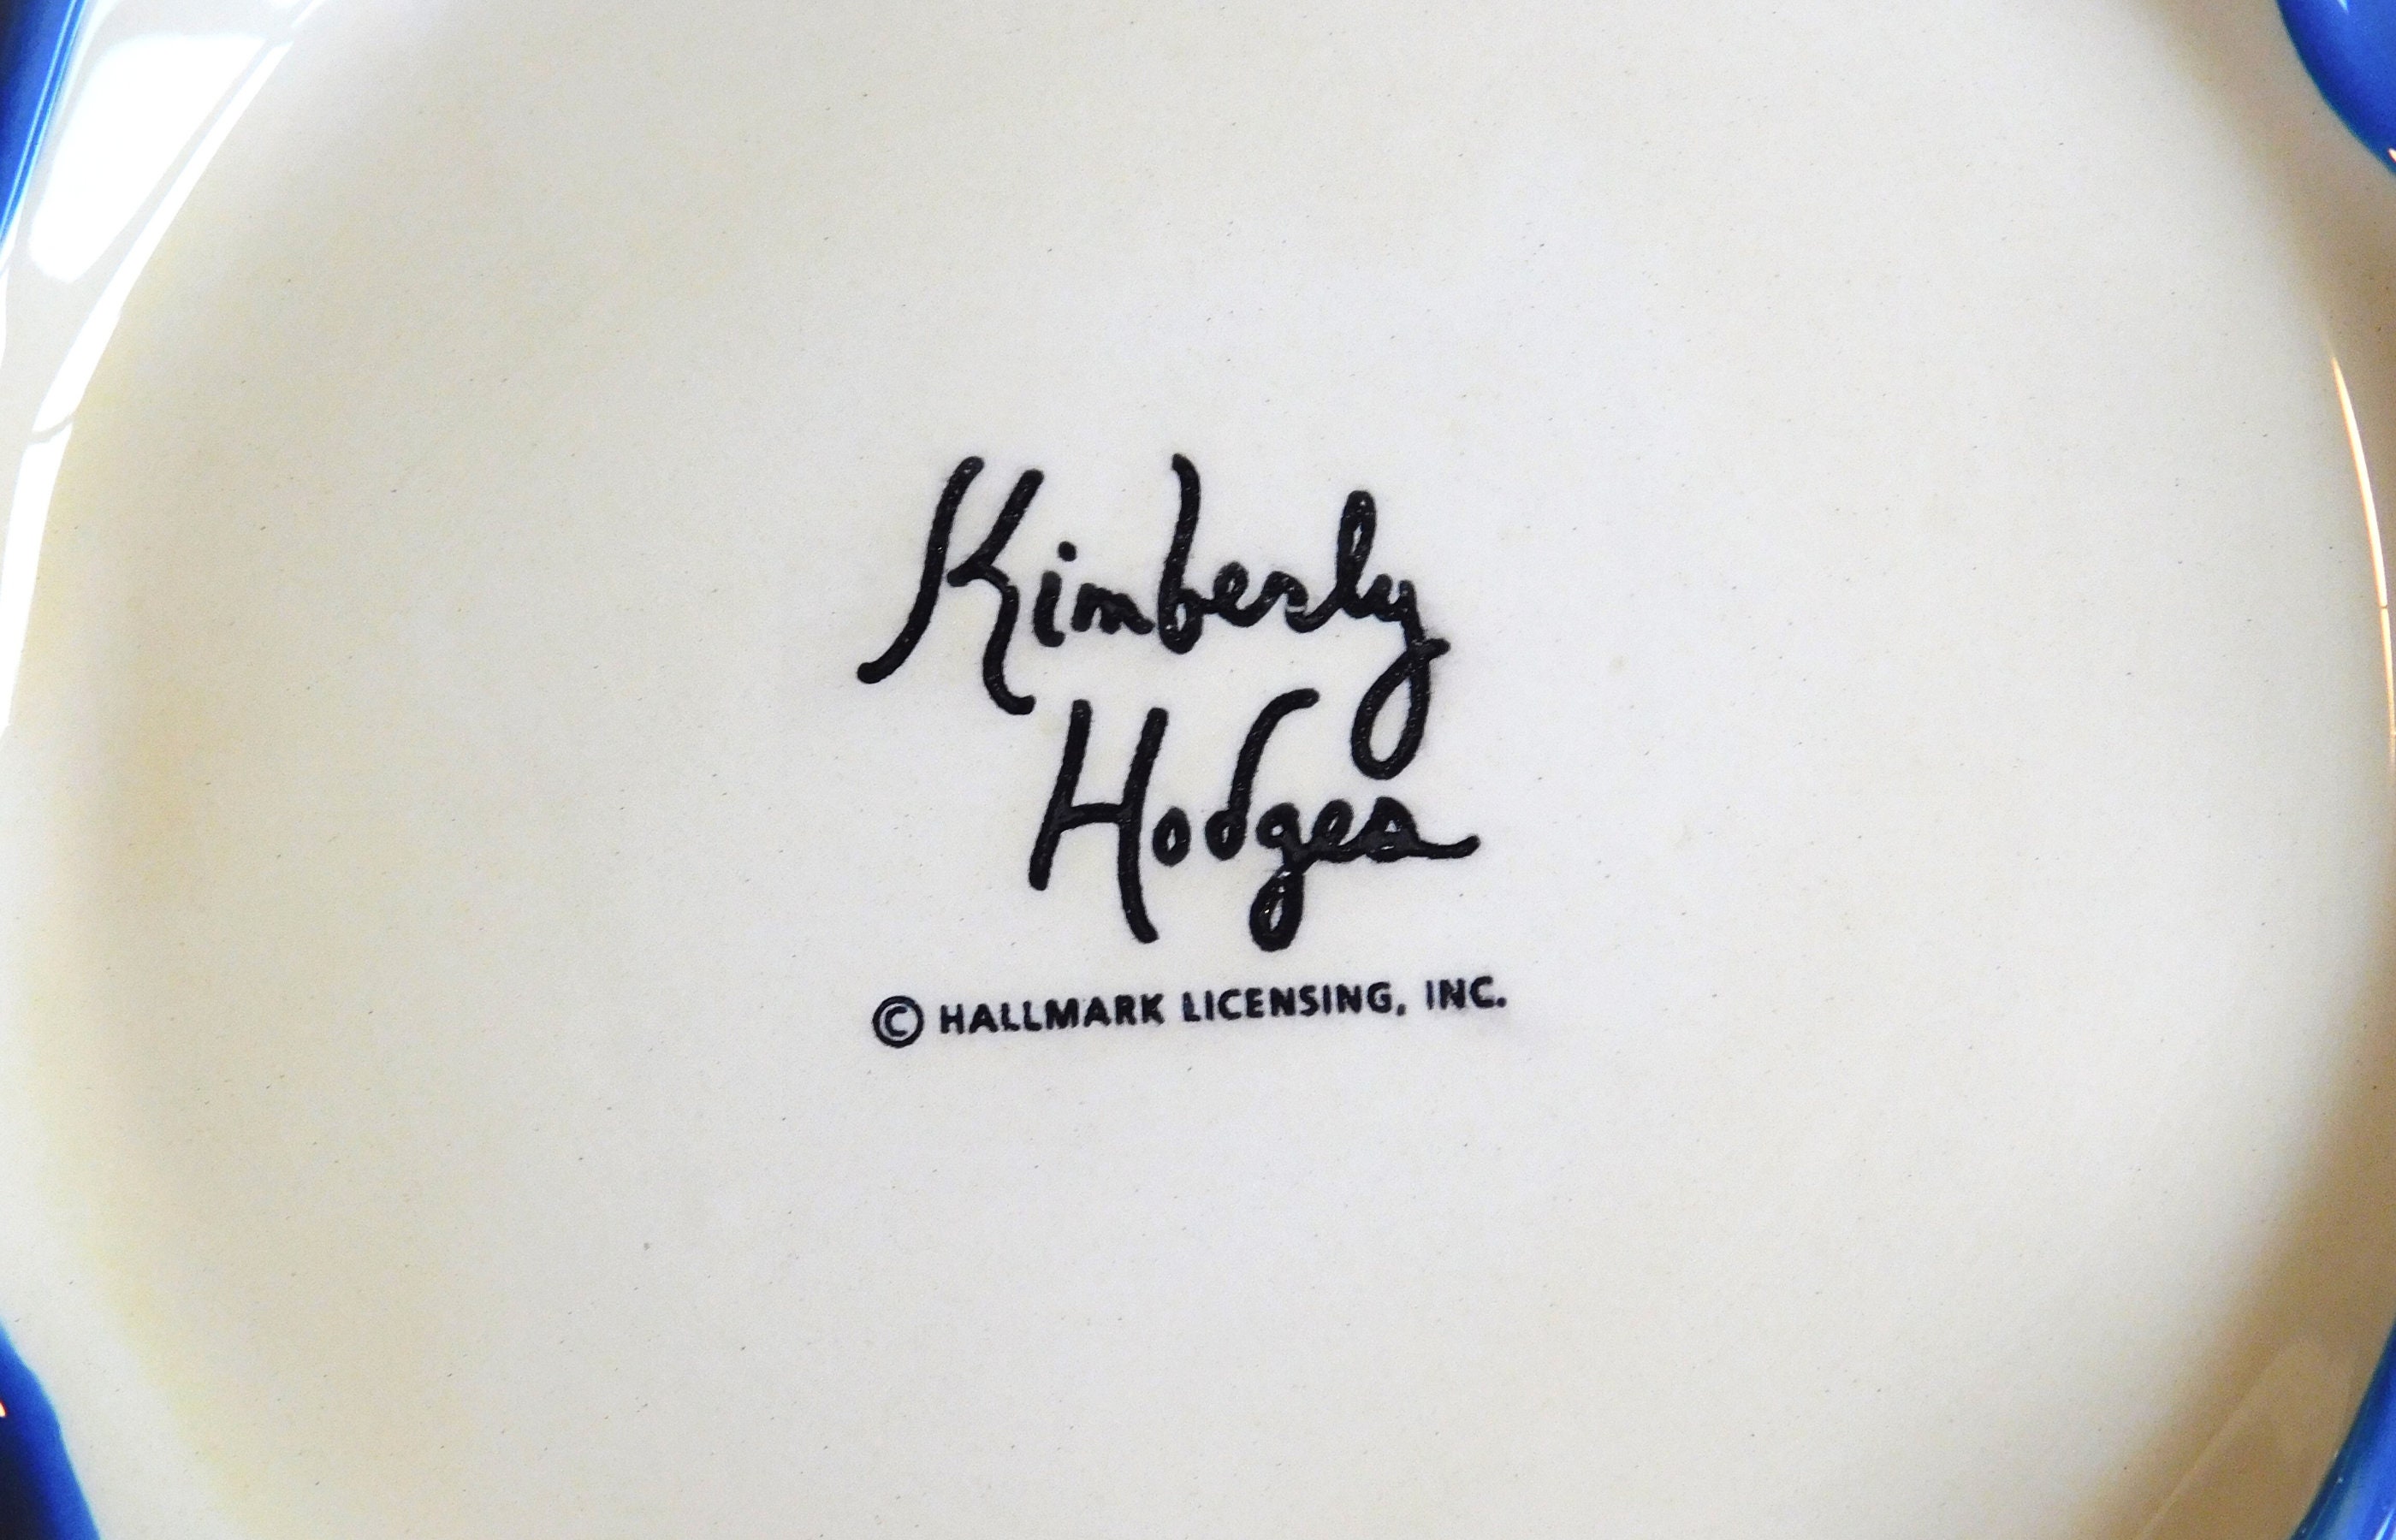 Kimberly
Hodges
© HALLMARK LICENSING, INC.